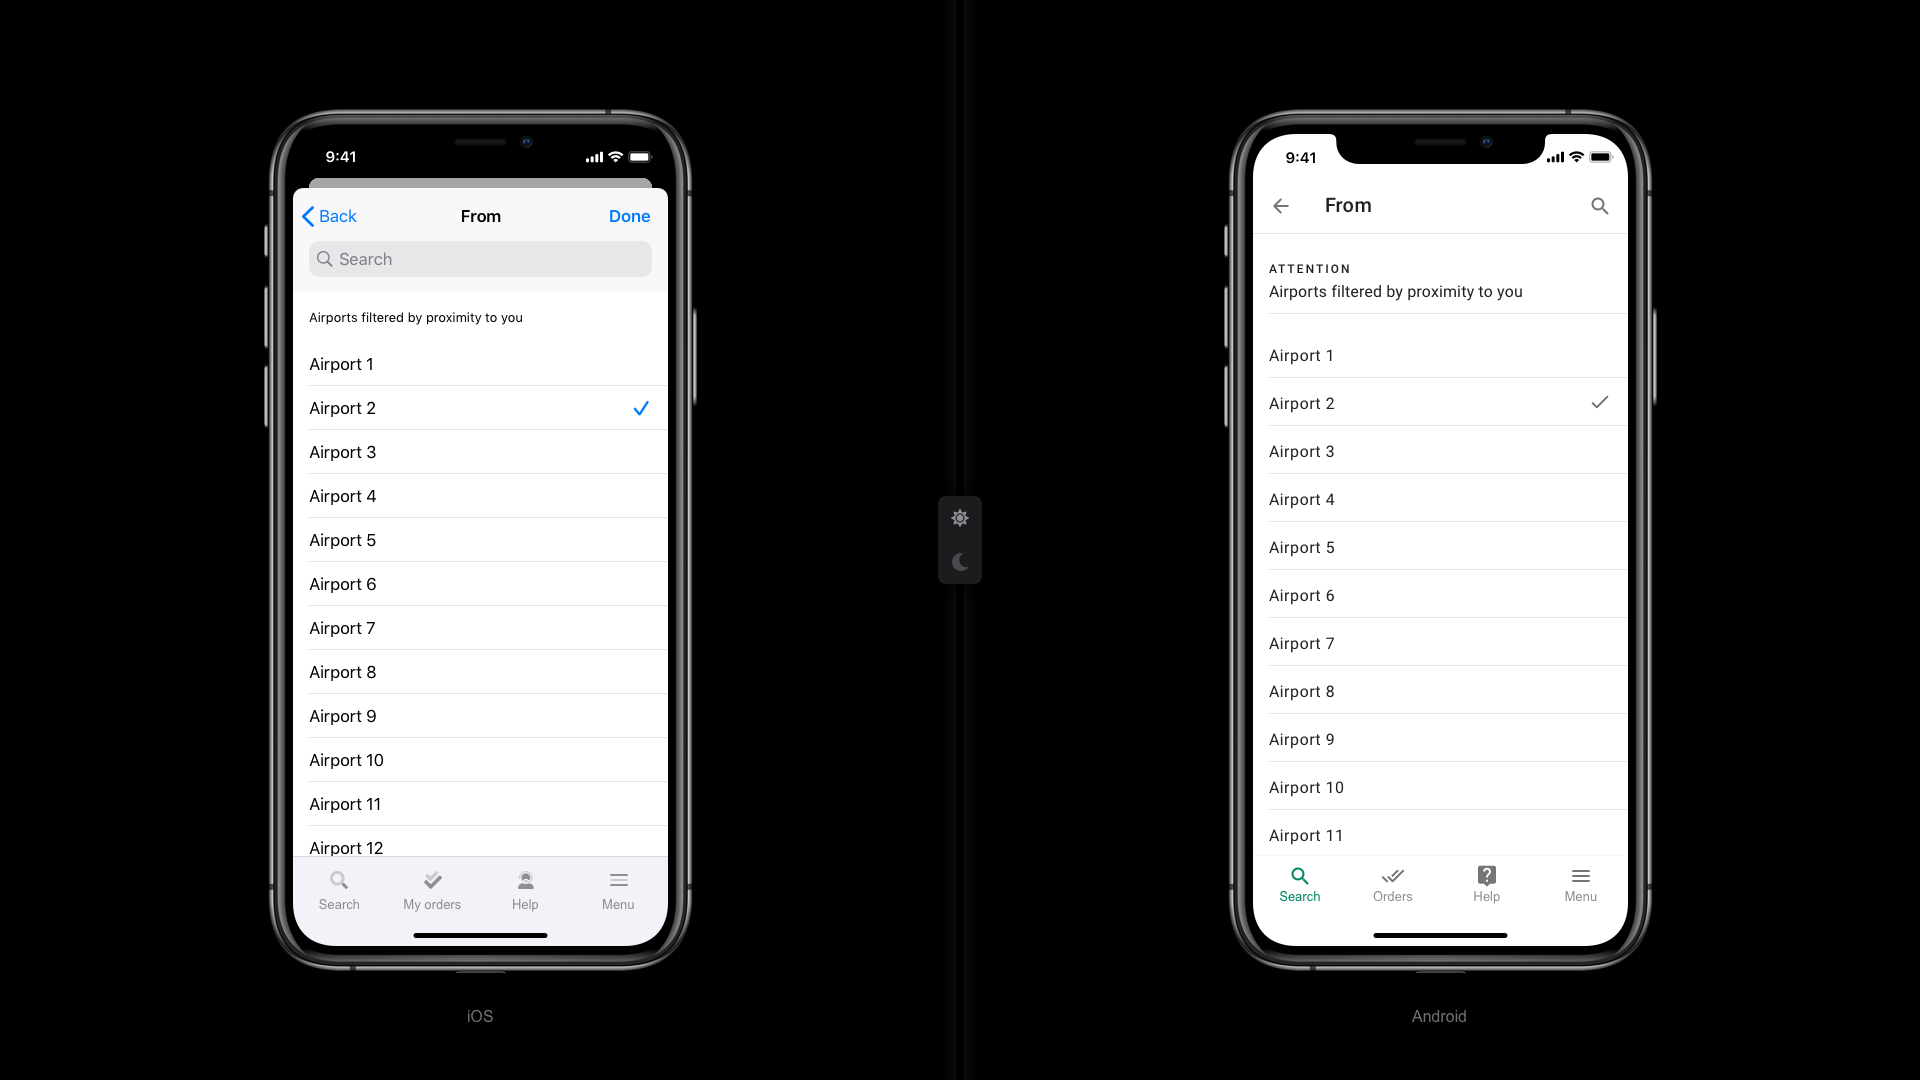 9:41
Back
From
Done
Search
Airports filtered by proximity to you
Airport 1
Airport 2
Airport 3
Airport 4
Airport 5
Airport 6
Airport 7
Airport 8
Airport 9
Airport 10
Airport 11
Airport 12
Search
My orders
Help
Menu
iOS
9:41
From
ATTENTION
Airports filtered by proximity to you
Airport 1
Airport 2
Airport 3
Airport 4
Airport 5
Airport 6
Airport 7
Airport 8
Airport 9
Airport 10
Airport 11
Search
Orders
Help
Menu
Android